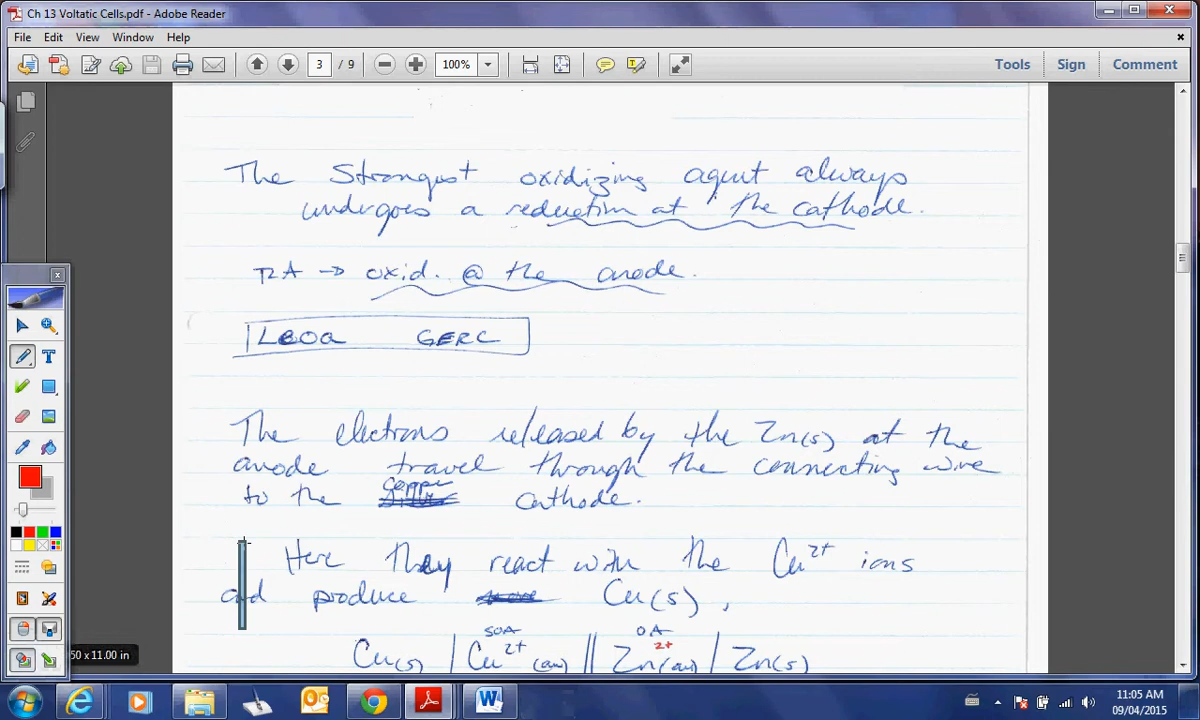 Ch 13 Voltatic Cells.pdf - Adobe Reader
File Edit View Window Help
3 / 9 100% Tools Sign Comment
The strongest oxidizing agent always
undergoes a reduction at the cathode.
RA → oxid. @ the anode.
LEOA GERC
The electrons released by the Zn(s) at the
anode travel through the connecting wire
copper
to the cathode.
Here they react with the Cu2+ ions
and produce Cu(s),
SOA OA
Cu(s) | Cu2+ (aq) || Zn2+(aq) | Zn(s)
50 x 11.00 in
11:05 AM
09/04/2015